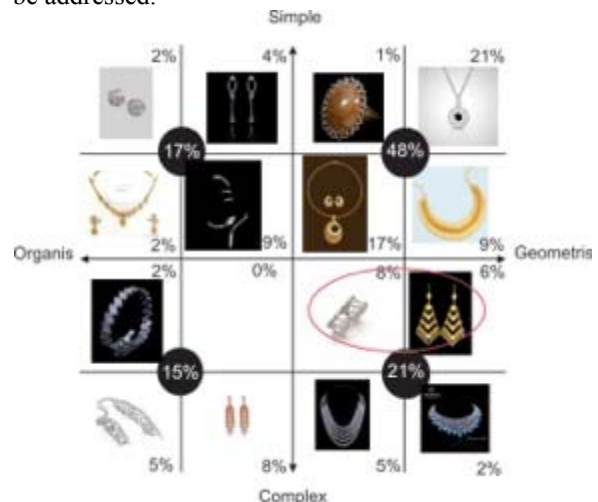 be addressed.
Simple
2% 4% 1% 21%
17% 48%
2% 9% 17% 9%
Organis Geometris
2% 0% 8% 6%
15% 21%
5% 8% 5% 2%
Complex